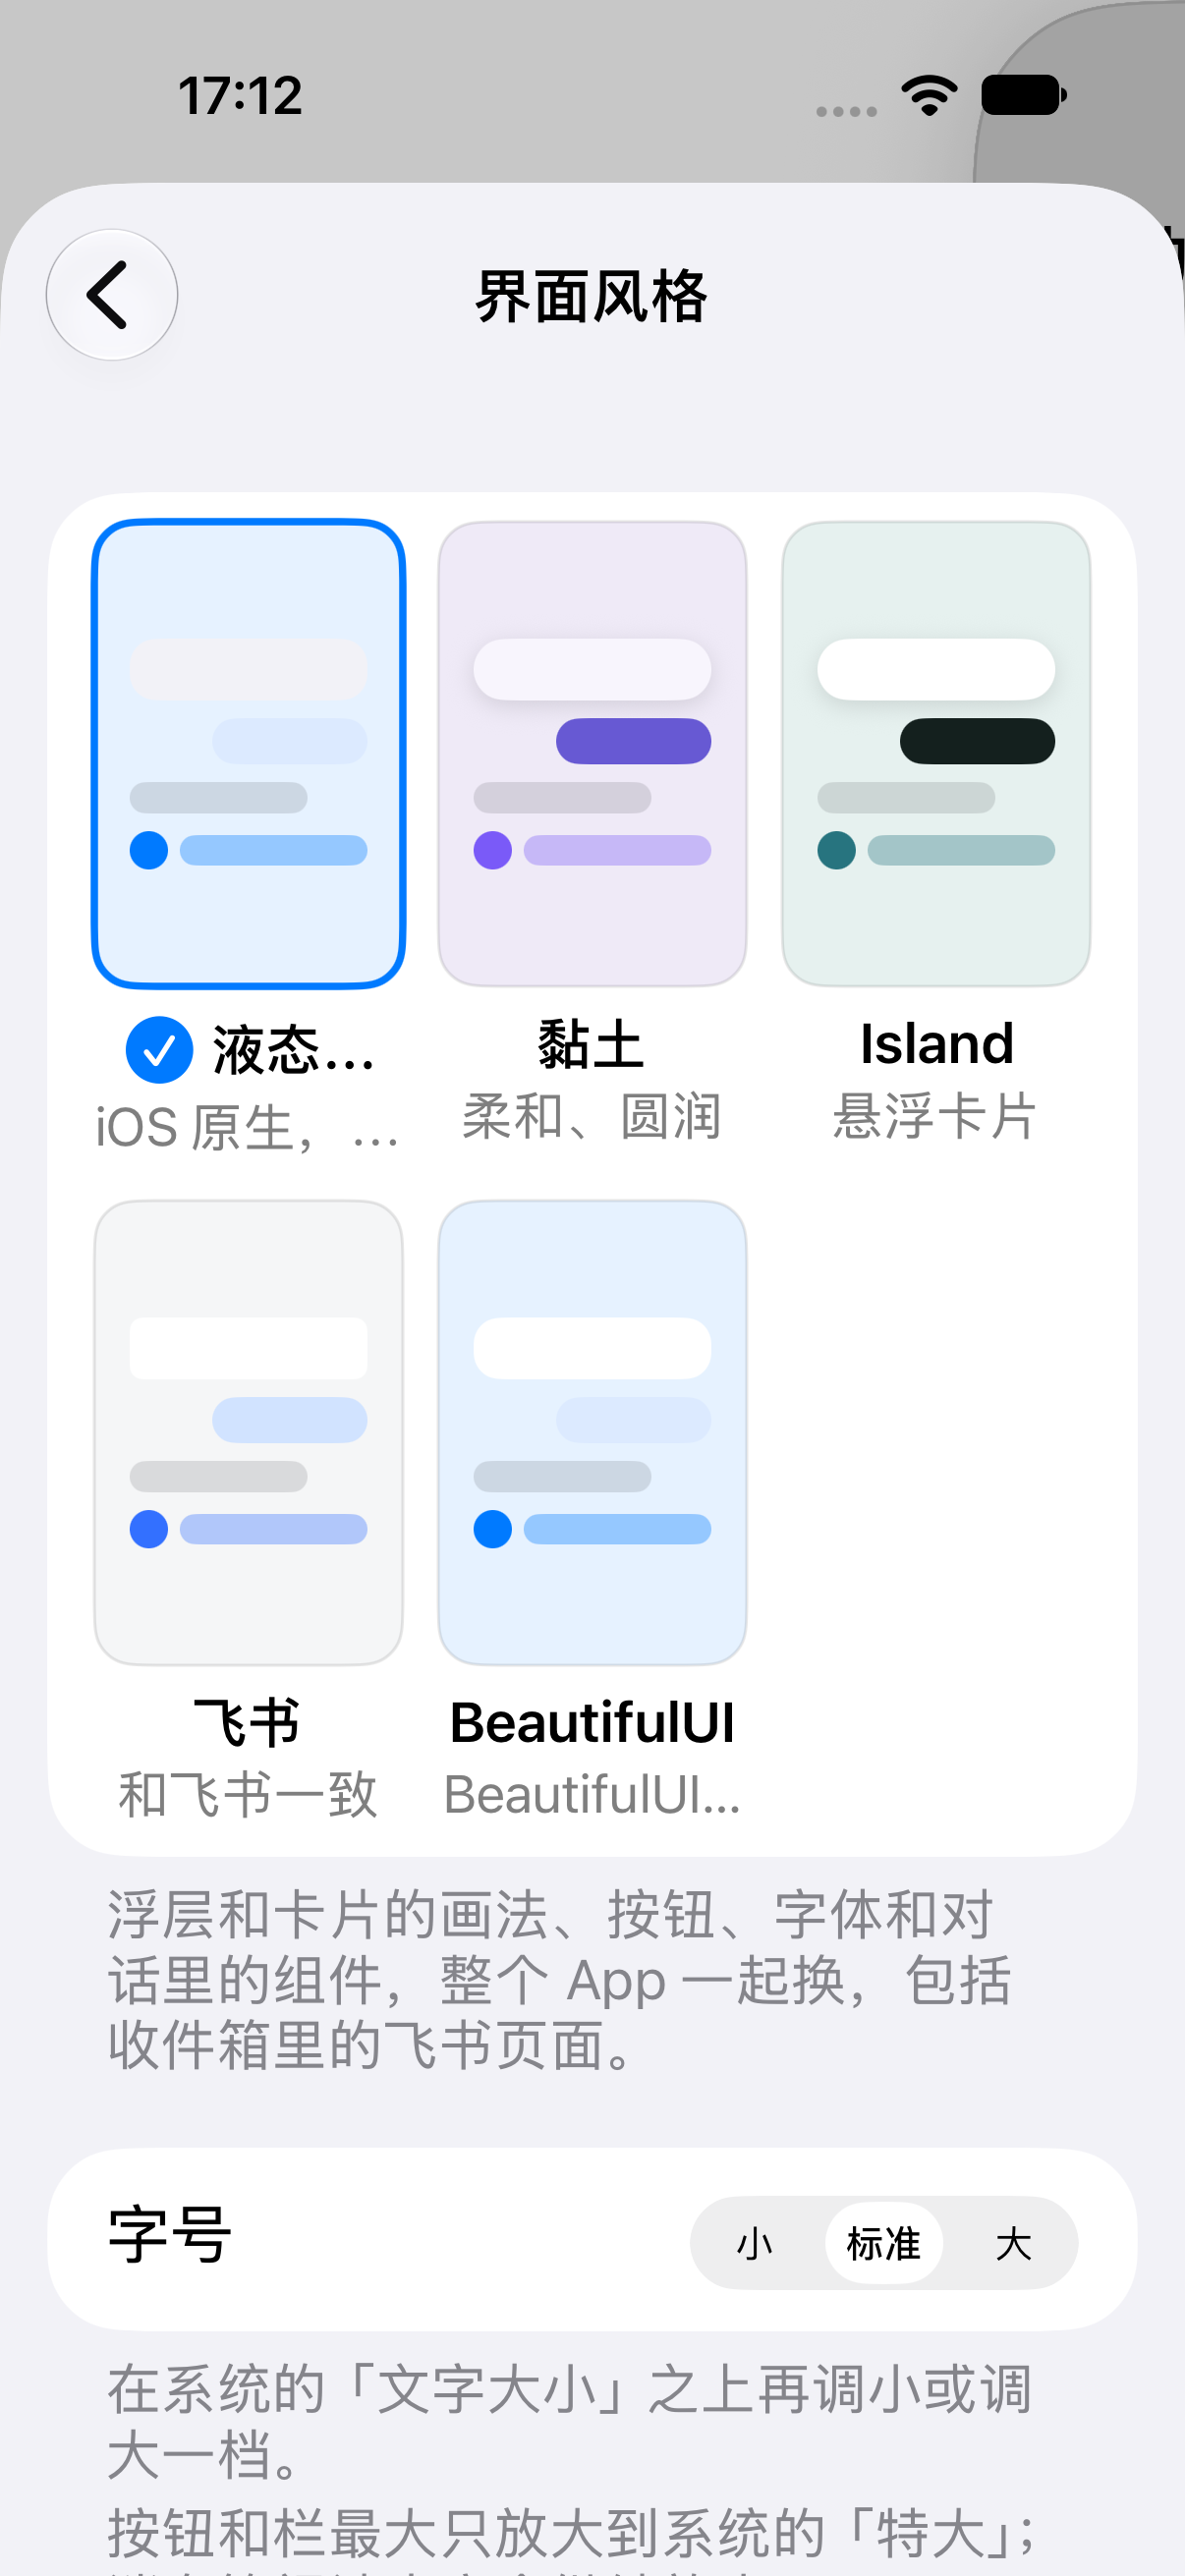 17:12
界面风格
液态…
黏土
Island
iOS 原生，…
柔和、圆润
悬浮卡片
飞书
BeautifulUI
和飞书一致
BeautifulUI...
浮层和卡片的画法、按钮、字体和对
话里的组件，整个 App 一起换，包括
收件箱里的飞书页面。
字号
小
标准
大
在系统的「文字大小」之上再调小或调
大一档。
按钮和栏最大只放大到系统的「特大」；